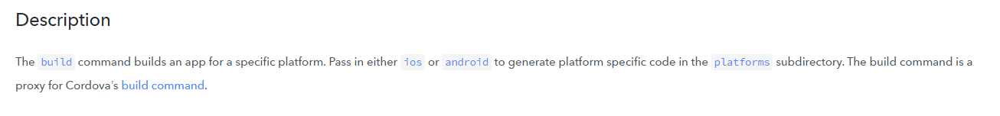 Description
The build command builds an app for a specific platform. Pass in either ios or android to generate platform specific code in the platforms subdirectory. The build command is a
proxy for Cordova's build command.